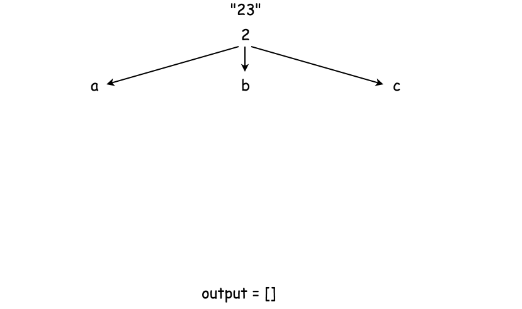 "23"
2
a b c
output = []